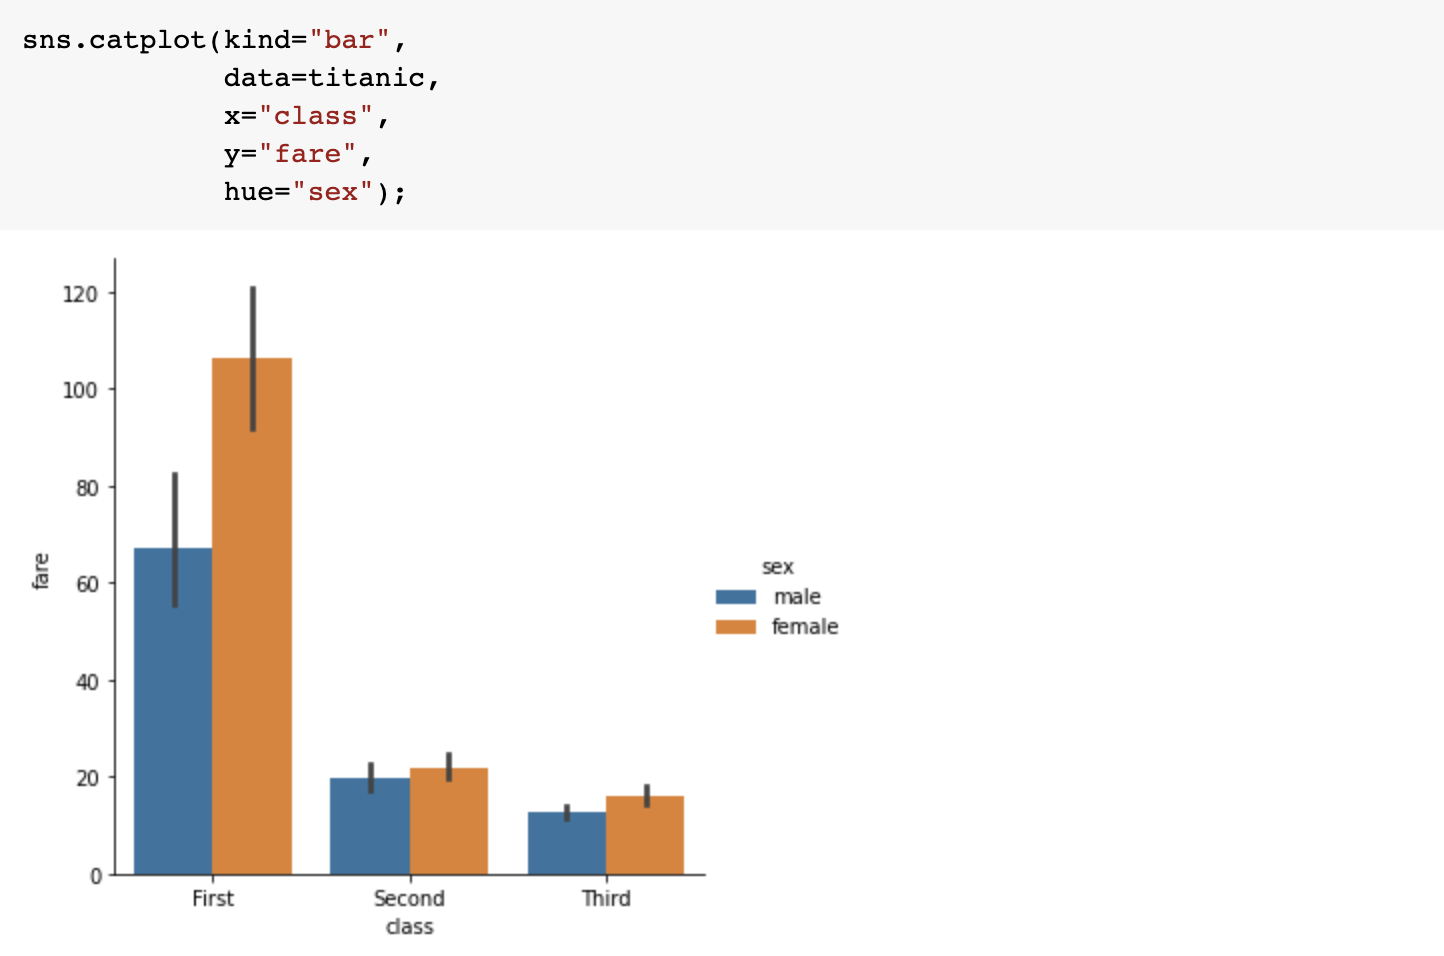 sns.catplot(kind="bar",
            data=titanic,
            x="class",
            y="fare",
            hue="sex");
120
100
80
60
40
20
0
fare
First Second Third
class
sex
male
female